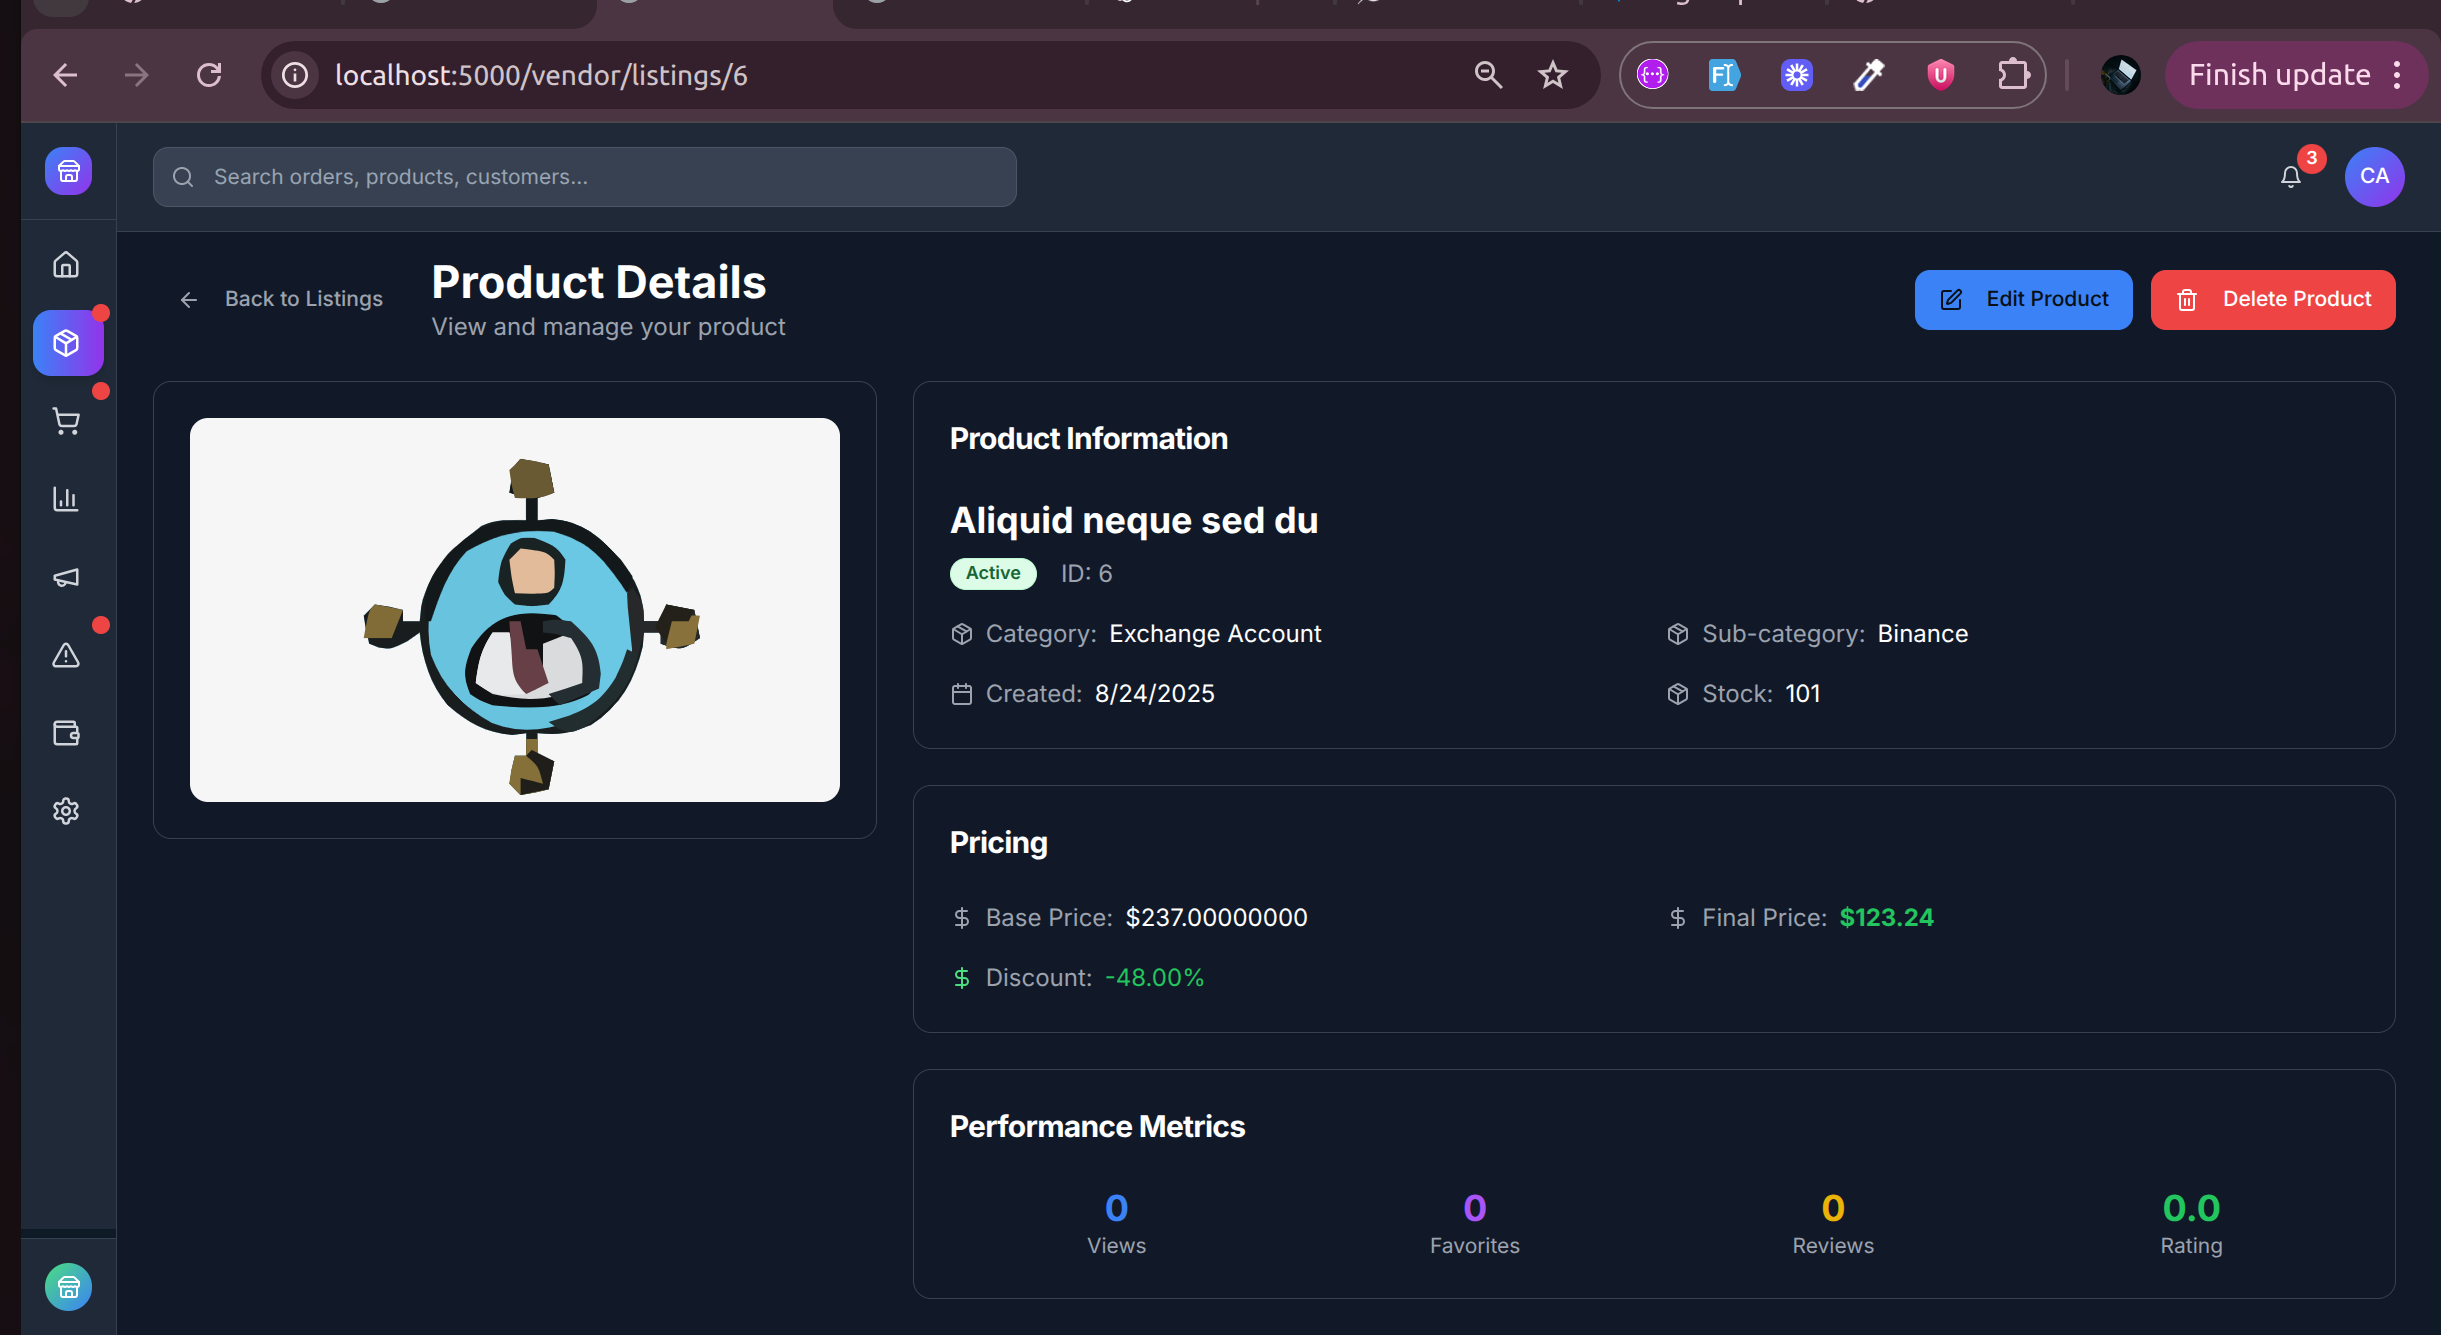 localhost:5000/vendor/listings/6
Finish update
Search orders, products, customers...
3
CA
Back to Listings
Product Details
View and manage your product
Edit Product
Delete Product
Product Information
Aliquid neque sed du
Active
ID: 6
Category: Exchange Account
Sub-category: Binance
Created: 8/24/2025
Stock: 101
Pricing
Base Price: $237.00000000
Final Price: $123.24
Discount: -48.00%
Performance Metrics
0
0
0
0.0
Views
Favorites
Reviews
Rating